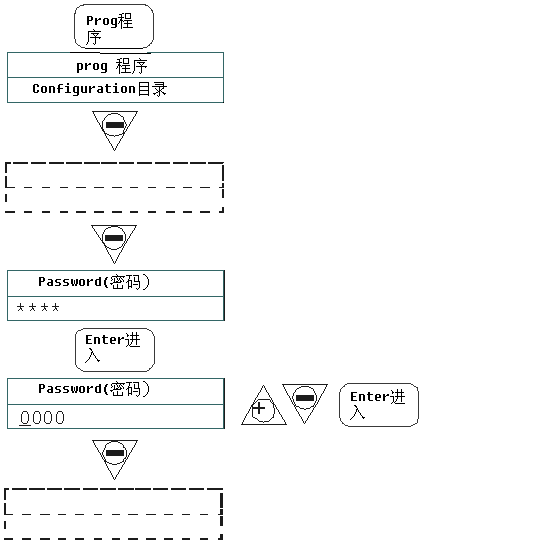 Prog程
序
prog 程序
Configuration目录
Password(密码)
****
Enter进
入
Password(密码)
0000
Enter进
入